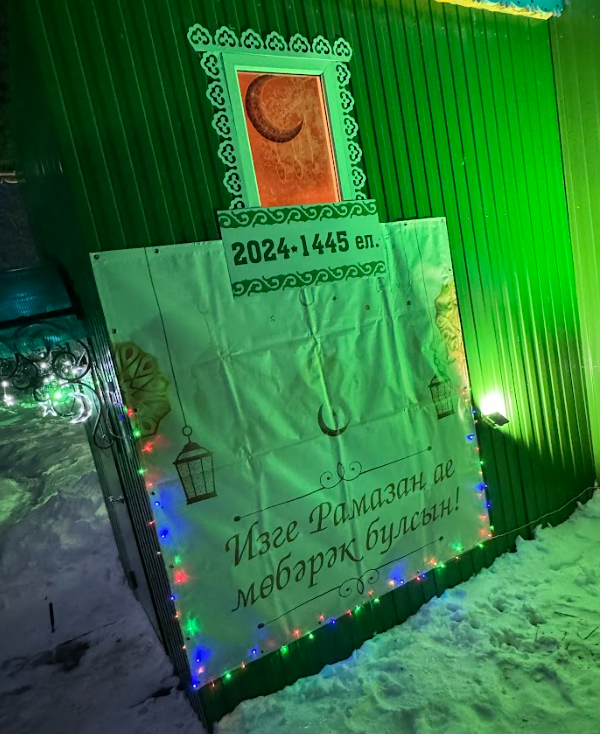 2024•1445 ел.
Изге Рамазан ае
мөбәрәк булсын!